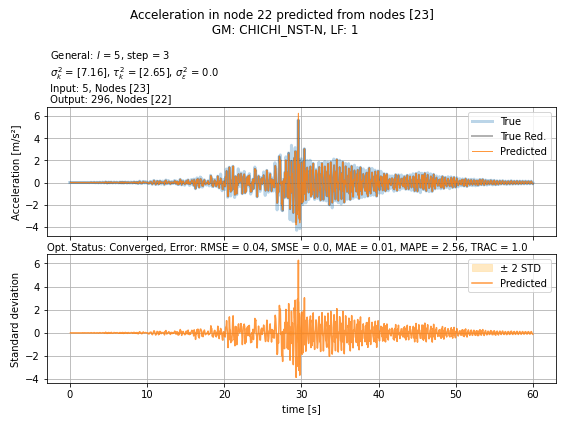 Acceleration in node 22 predicted from nodes [23]
GM: CHICHI_NST-N, LF: 1
General: l = 5, step = 3
σ²ₖ = [7.16], τ²ₖ = [2.65], σ²ε = 0.0
Input: 5, Nodes [23]
Output: 296, Nodes [22]
6
4
2
0
−2
−4
Acceleration [m/s²]
True
True Red.
Predicted
Opt. Status: Converged, Error: RMSE = 0.04, SMSE = 0.0, MAE = 0.01, MAPE = 2.56, TRAC = 1.0
6
4
2
0
−2
−4
Standard deviation
± 2 STD
Predicted
0 10 20 30 40 50 60
time [s]